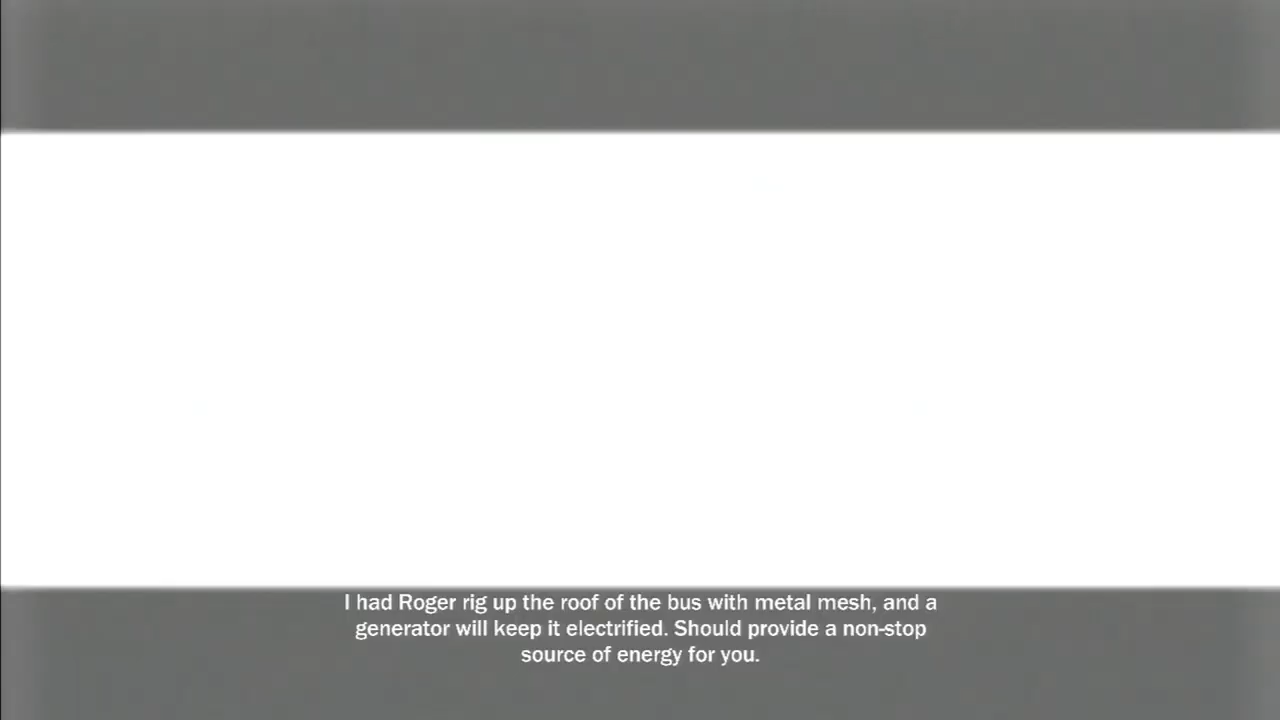 I had Roger rig up the roof of the bus with metal mesh, and a
generator will keep it electrified. Should provide a non-stop
source of energy for you.